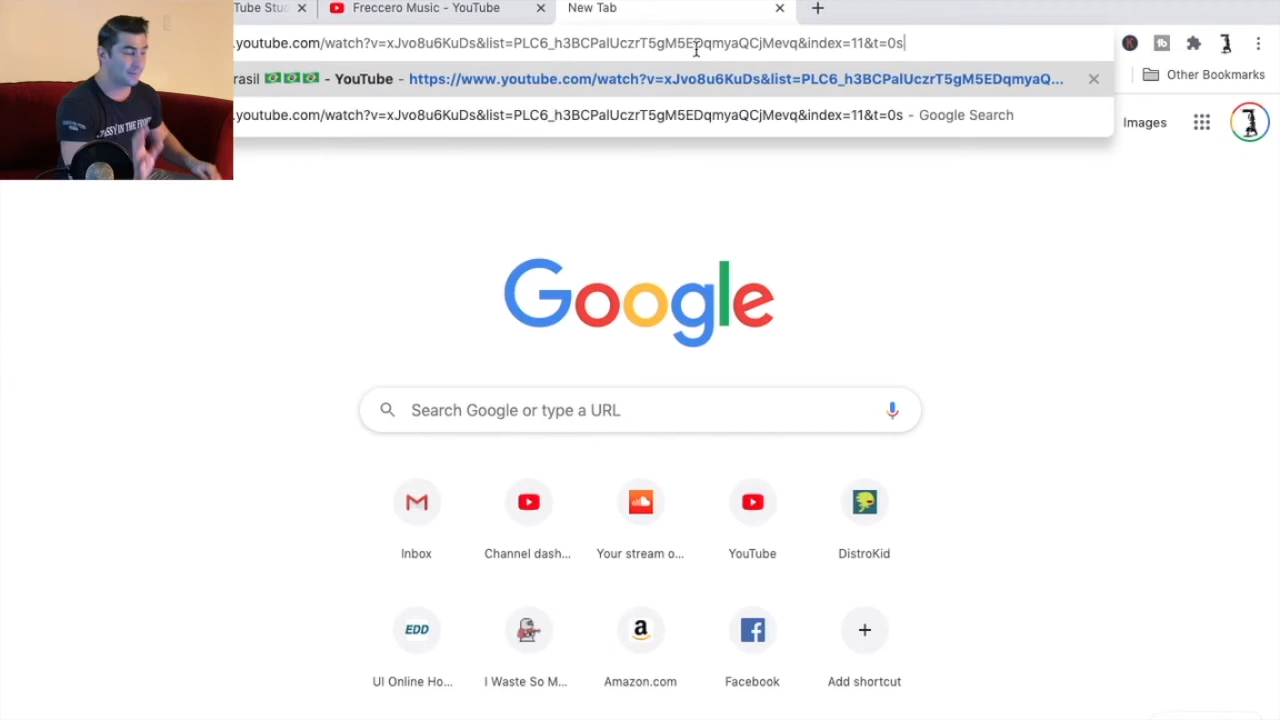 Tube Stud
Freccero Music - YouTube
New Tab
.youtube.com/watch?v=xJvo8u6KuDs&list=PLC6_h3BCPalUczrT5gM5EDqmyaQCjMevq&index=11&t=0s
rasil 🇧🇷🇧🇷🇧🇷 - YouTube - https://www.youtube.com/watch?v=xJvo8u6KuDs&list=PLC6_h3BCPalUczrT5gM5EDqmyaQ...
Other Bookmarks
.youtube.com/watch?v=xJvo8u6KuDs&list=PLC6_h3BCPalUczrT5gM5EDqmyaQCjMevq&index=11&t=0s - Google Search
Images
Google
Search Google or type a URL
Inbox
Channel dash...
Your stream o...
YouTube
DistroKid
EDD
UI Online Ho...
I Waste So M...
Amazon.com
Facebook
Add shortcut